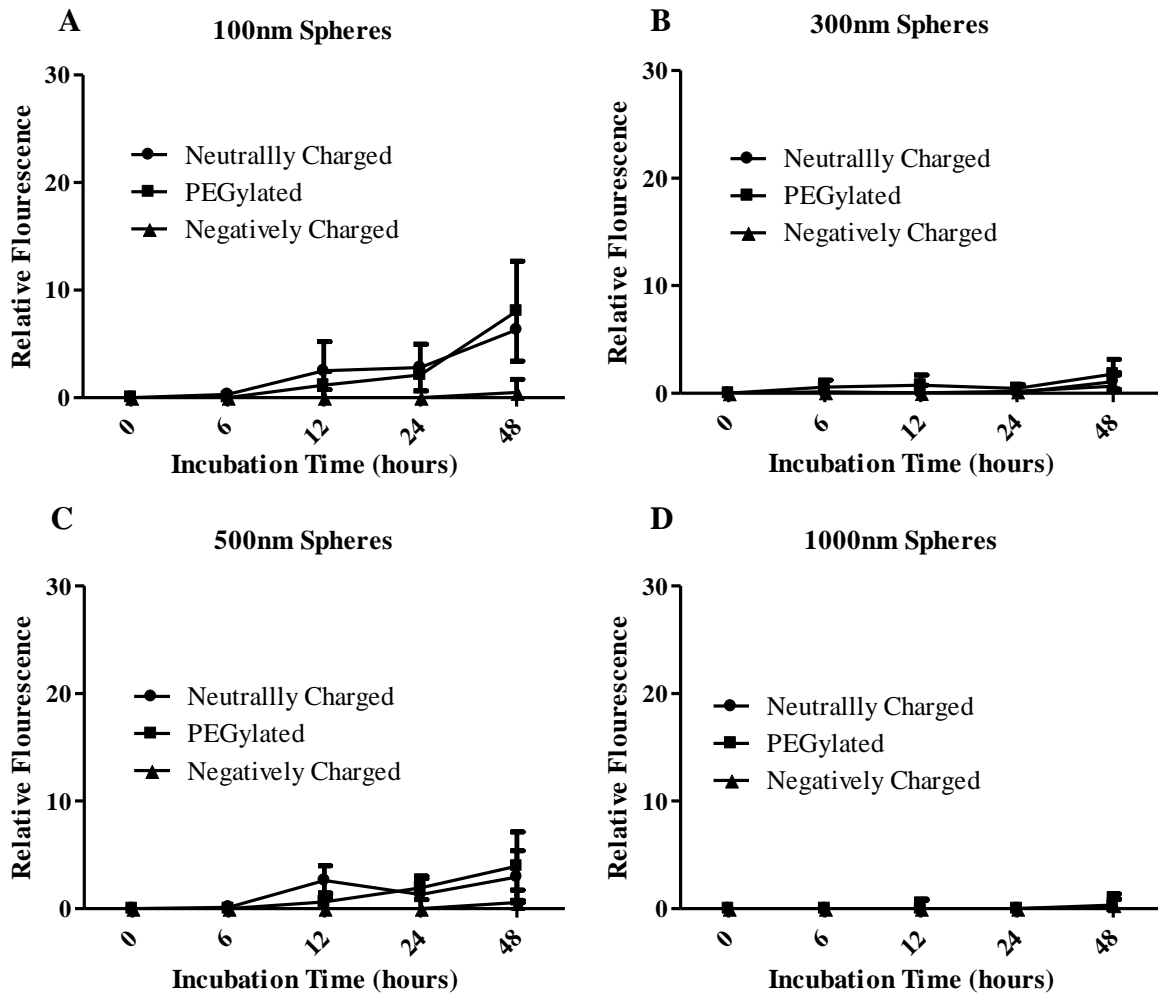 A
100nm Spheres
30
20
10
0
Relative Flourescence
Neutrallly Charged
PEGylated
Negatively Charged
0
6
12
24
48
Incubation Time (hours)
B
300nm Spheres
30
20
10
0
Relative Flourescence
Neutrallly Charged
PEGylated
Negatively Charged
0
6
12
24
48
Incubation Time (hours)
C
500nm Spheres
30
20
10
0
Relative Flourescence
Neutrallly Charged
PEGylated
Negatively Charged
0
6
12
24
48
Incubation Time (hours)
D
1000nm Spheres
30
20
10
0
Relative Flourescence
Neutrallly Charged
PEGylated
Negatively Charged
0
6
12
24
48
Incubation Time (hours)